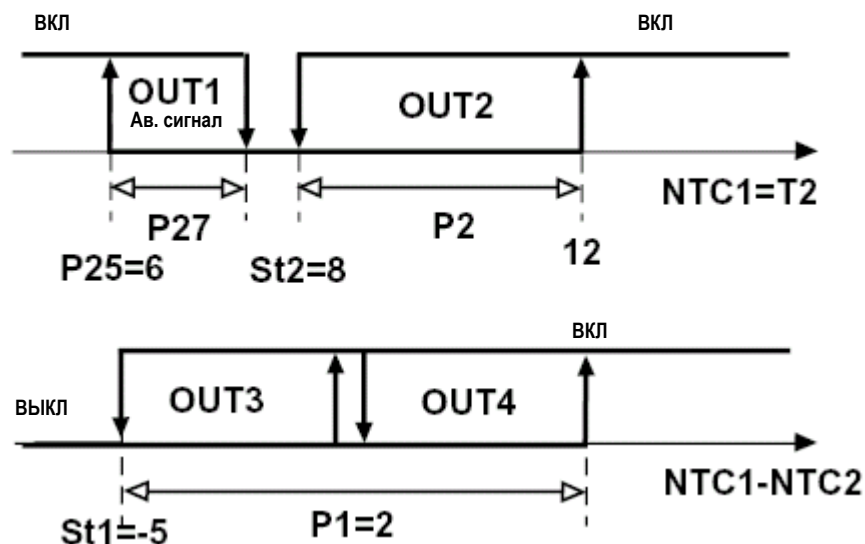 ВКЛ ВКЛ
OUT1 OUT2
Ав. сигнал
NTC1=T2
P27 P2
P25=6 St2=8 12
ВКЛ
OUT3 OUT4
ВЫКЛ
NTC1-NTC2
St1=-5 P1=2